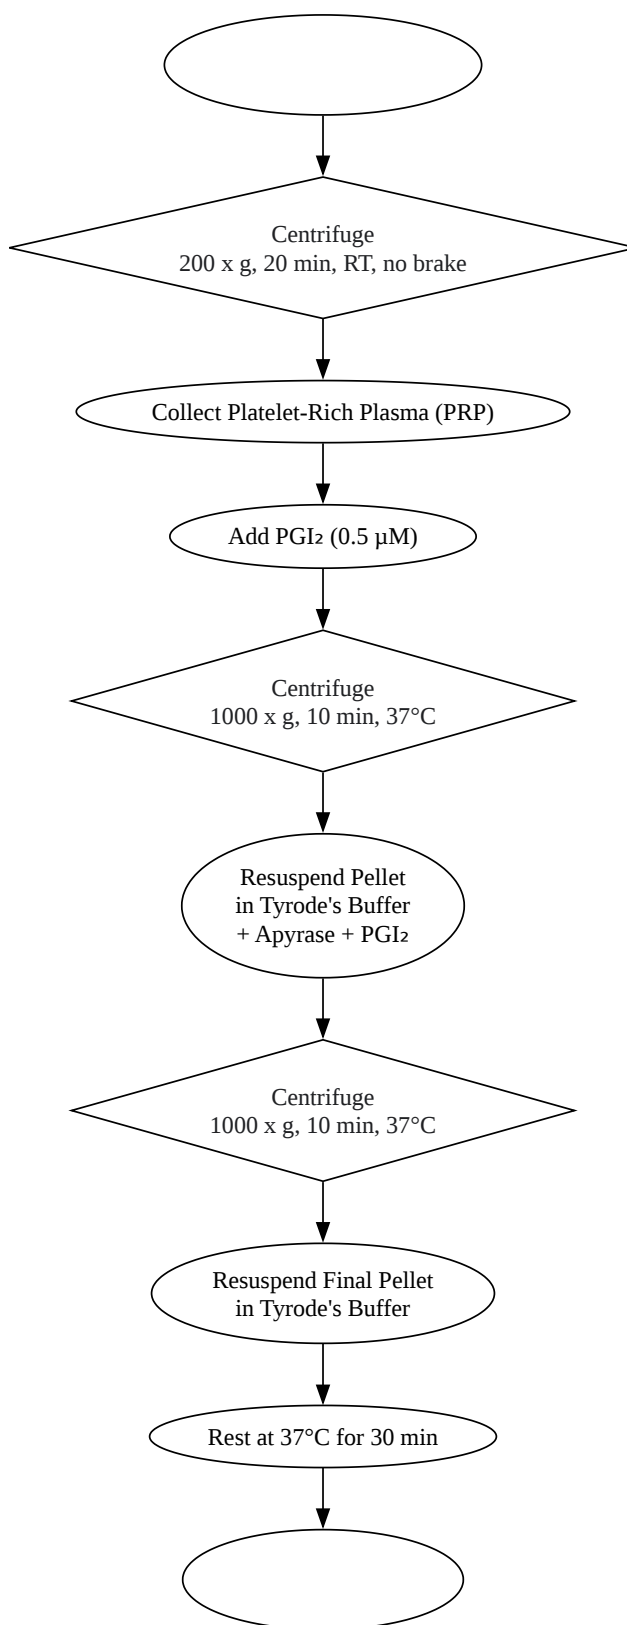 Centrifuge
200 x g, 20 min, RT, no brake
Collect Platelet-Rich Plasma (PRP)
Add PGI₂ (0.5 µM)
Centrifuge
1000 x g, 10 min, 37°C
Resuspend Pellet
in Tyrode's Buffer
+ Apyrase + PGI₂
Centrifuge
1000 x g, 10 min, 37°C
Resuspend Final Pellet
in Tyrode's Buffer
Rest at 37°C for 30 min